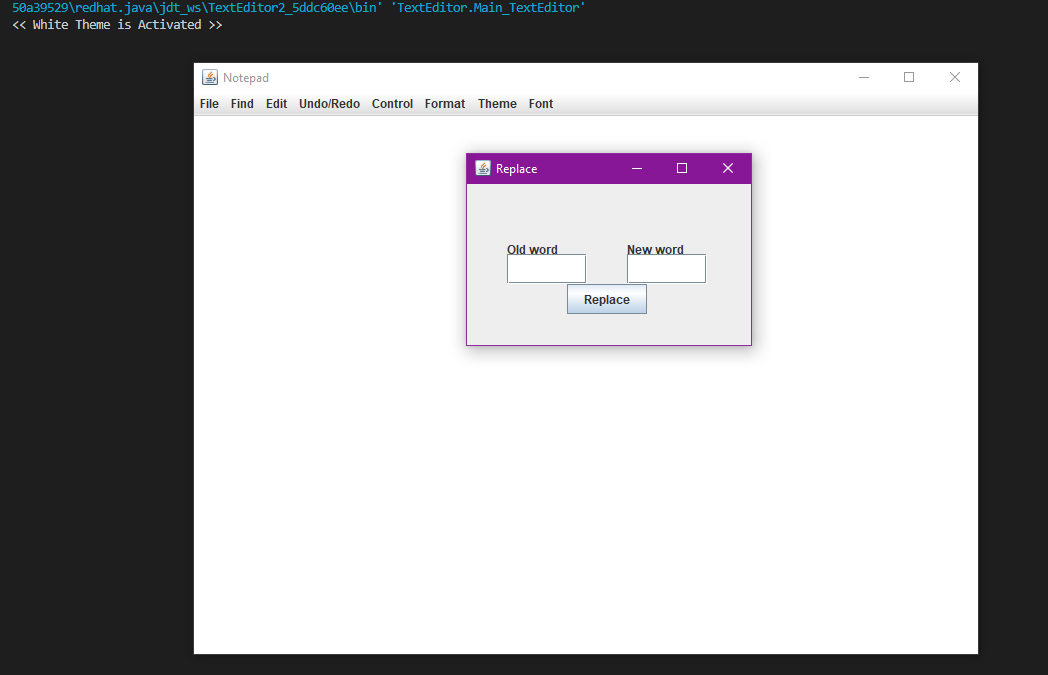 50a39529\redhat.java\jdt_ws\TextEditor2_5ddc60ee\bin' 'TextEditor.Main_TextEditor'
<< White Theme is Activated >>
Notepad
File Find Edit Undo/Redo Control Format Theme Font
Replace
Old word New word
Replace